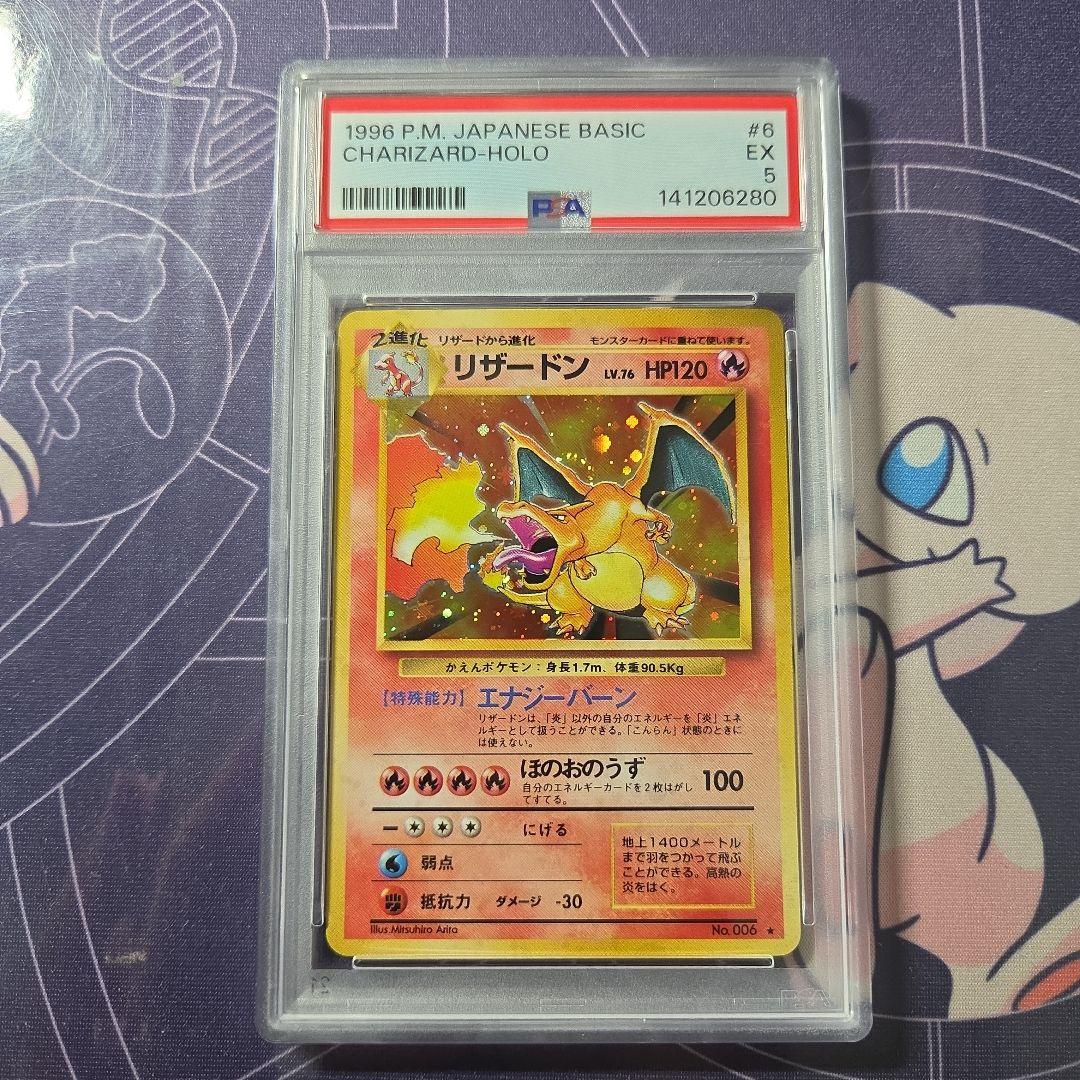 1996 P.M. JAPANESE BASIC #6
CHARIZARD-HOLO EX
5
PSA 141206280
2進化 リザードから進化 モンスターカードに重ねて使います。
リザードン LV.76 HP120
かえんポケモン：身長1.7m、体重90.5Kg
【特殊能力】エナジーバーン
リザードンは、「炎」以外の自分のエネルギーを「炎」エネ
ルギーとして扱うことができる。「こんらん」状態のときに
は使えない。
ほのおのうず 100
自分のエネルギーカードを2枚はがし
てすてる。
にげる
弱点
抵抗力 ダメージ -30
地上1400メートル
まで羽をつかって飛ぶ
ことができる。高熱の
炎をはく。
Illus.Mitsuhiro Arita No.006 ★